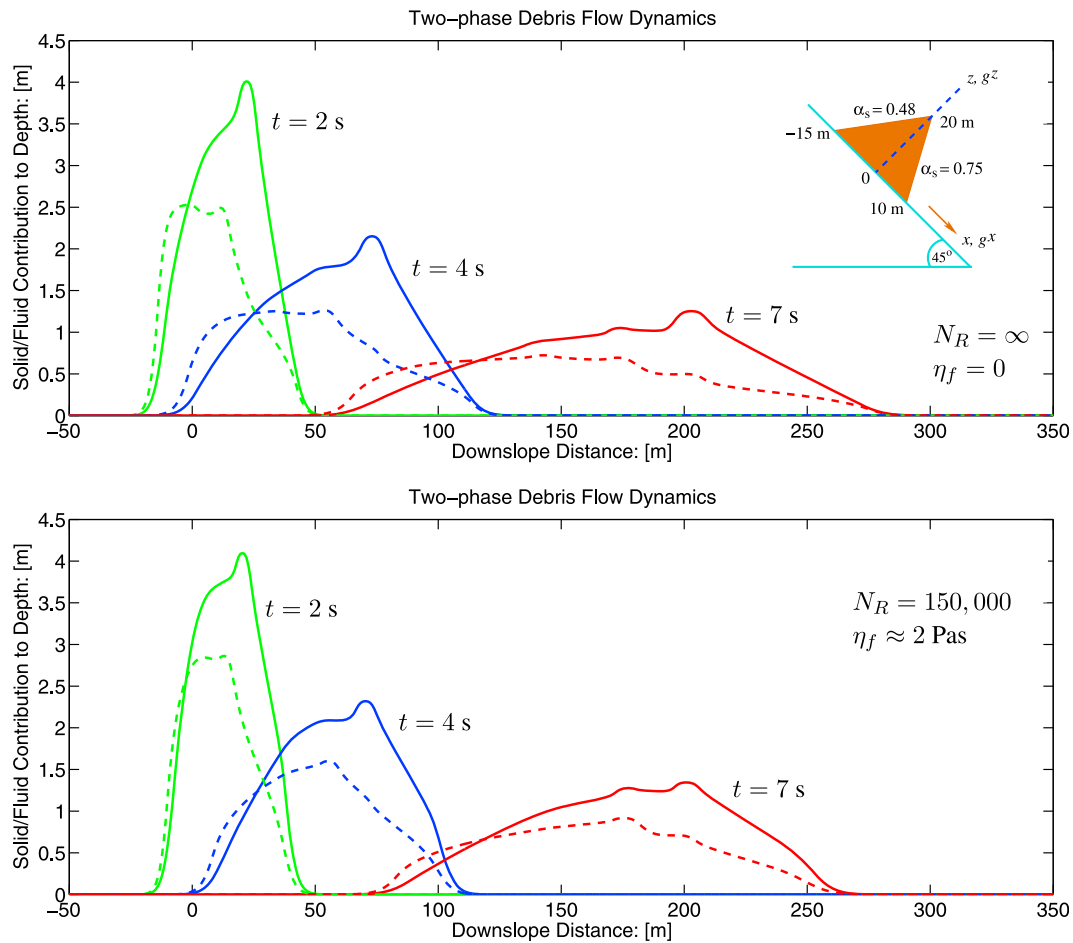 Two−phase Debris Flow Dynamics
Solid/Fluid Contribution to Depth: [m]
4.5
4
3.5
3
2.5
2
1.5
1
0.5
0
t = 2 s
t = 4 s
t = 7 s
z, g^z
α_s = 0.48
20 m
−15 m
α_s = 0.75
0
10 m
x, g^x
45°
N_R = ∞
η_f = 0
−50 0 50 100 150 200 250 300 350
Downslope Distance: [m]
Two−phase Debris Flow Dynamics
Solid/Fluid Contribution to Depth: [m]
4.5
4
3.5
3
2.5
2
1.5
1
0.5
0
t = 2 s
t = 4 s
t = 7 s
N_R = 150,000
η_f ≈ 2 Pas
−50 0 50 100 150 200 250 300 350
Downslope Distance: [m]